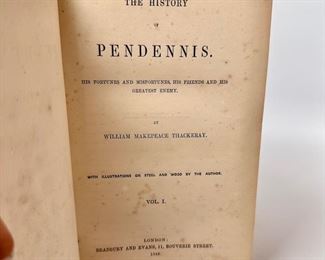 THE HISTORY
OF
PENDENNIS.
HIS FORTUNES AND MISFORTUNES, HIS FRIENDS AND HIS
GREATEST ENEMY.
BY
WILLIAM MAKEPEACE THACKERAY.
WITH ILLUSTRATIONS ON STEEL AND WOOD BY THE AUTHOR.
VOL. I.
LONDON:
BRADBURY AND EVANS, 11, BOUVERIE STREET.
1849.